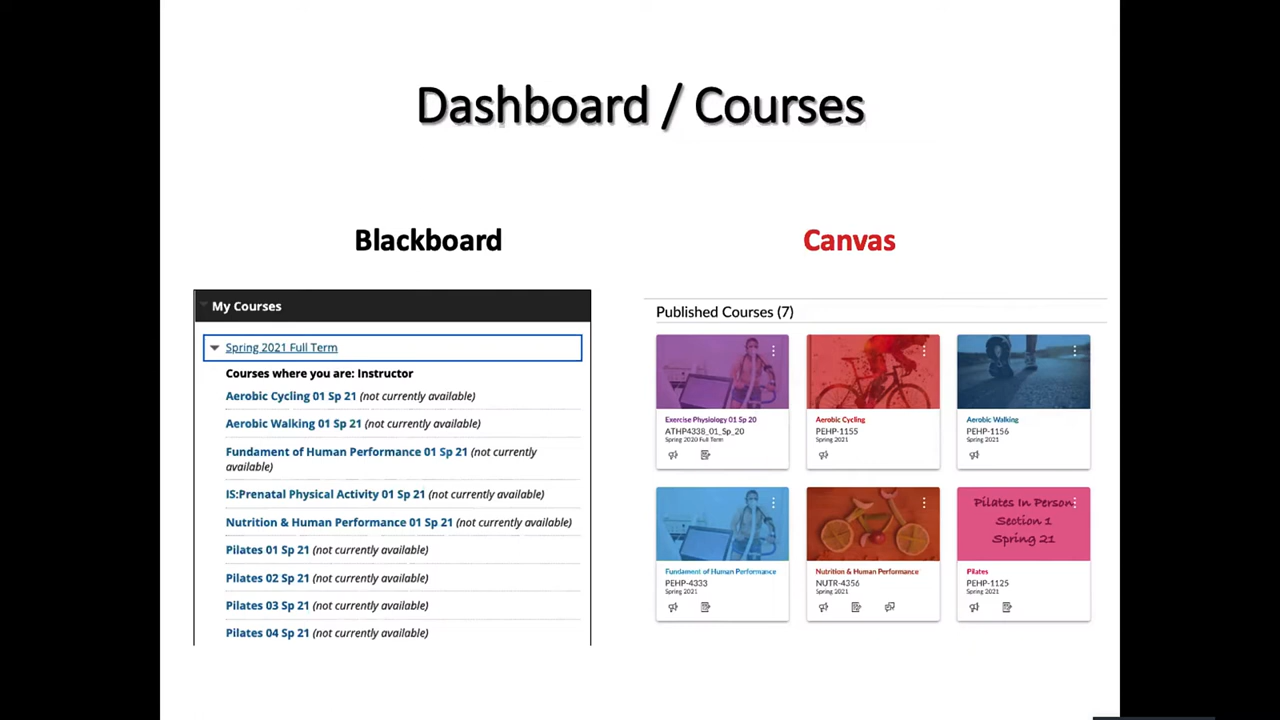 Dashboard / Courses
Blackboard
My Courses
Spring 2021 Full Term
Courses where you are: Instructor
Aerobic Cycling 01 Sp 21 (not currently available)
Aerobic Walking 01 Sp 21 (not currently available)
Fundament of Human Performance 01 Sp 21 (not currently
available)
IS:Prenatal Physical Activity 01 Sp 21 (not currently available)
Nutrition & Human Performance 01 Sp 21 (not currently available)
Pilates 01 Sp 21 (not currently available)
Pilates 02 Sp 21 (not currently available)
Pilates 03 Sp 21 (not currently available)
Pilates 04 Sp 21 (not currently available)
Canvas
Published Courses (7)
Exercise Physiology 01 Sp 20
ATHP4338_01_Sp_20
Spring 2020 Full Term
Aerobic Cycling
PEHP-1155
Spring 2021
Aerobic Walking
PEHP-1156
Spring 2021
Fundament of Human Performance
PEHP-4333
Spring 2021
Nutrition & Human Performance
NUTR-4356
Spring 2021
Pilates In Person
Section 1
Spring 21
Pilates
PEHP-1125
Spring 2021